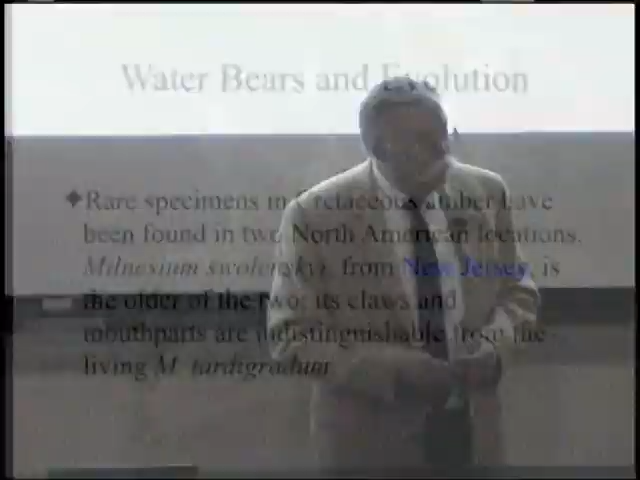 Water Bears and Evolution
Rare specimens in Cretaceous amber have
been found in two North American locations.
Milnesium swolenskyi, from New Jersey, is
the older of the two; its claws and
mouthparts are indistinguishable from the
living M. tardigradum